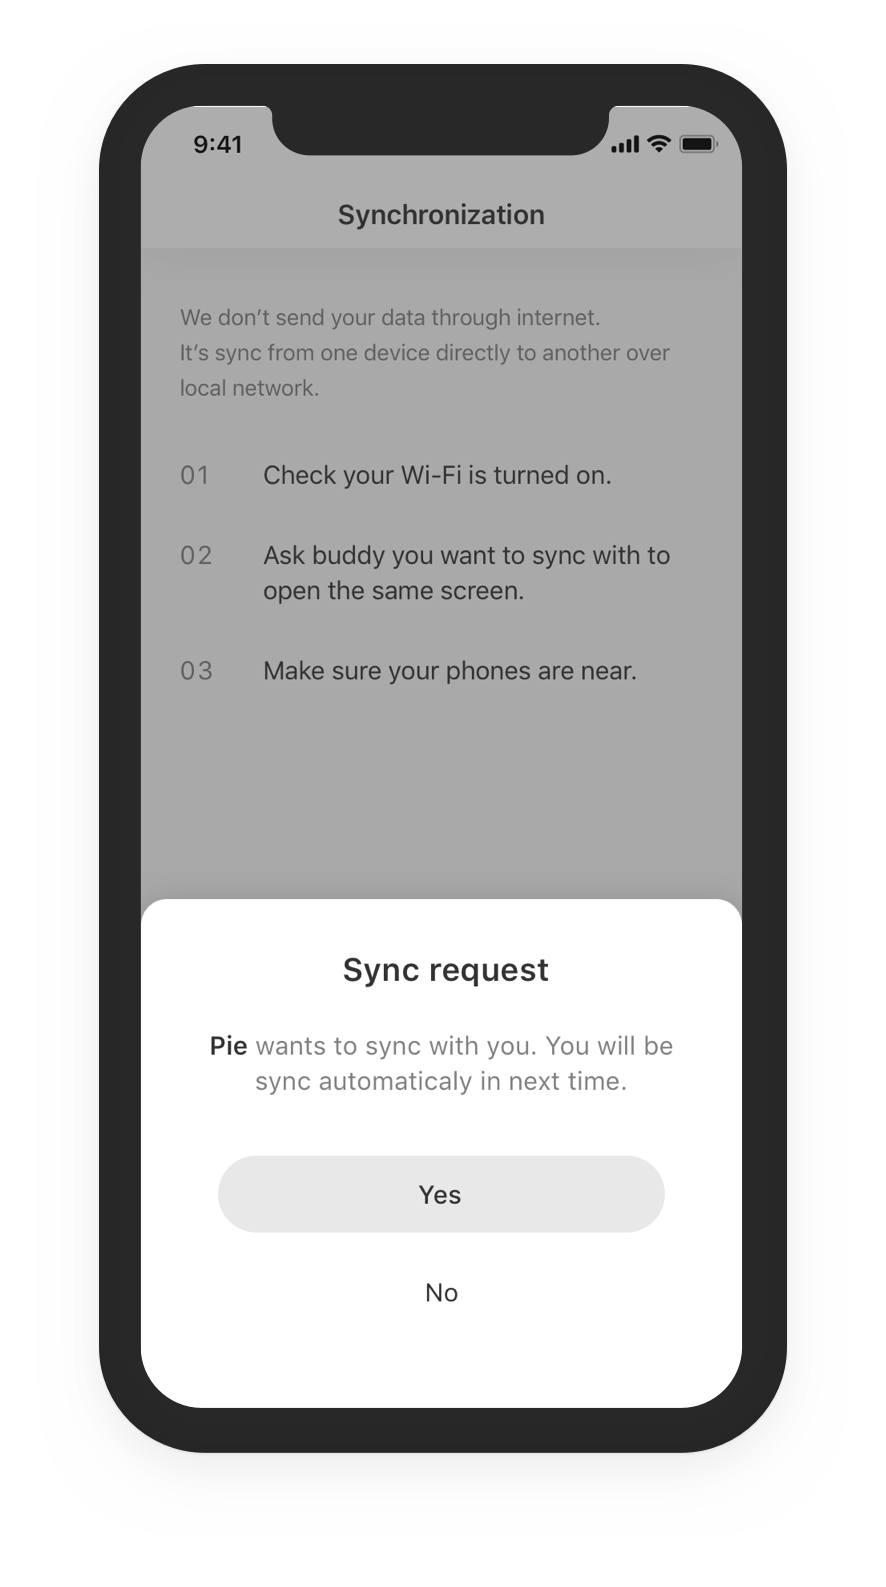 9:41
Synchronization
We don’t send your data through internet.
It’s sync from one device directly to another over
local network.
01 Check your Wi-Fi is turned on.
02 Ask buddy you want to sync with to
open the same screen.
03 Make sure your phones are near.
Sync request
Pie wants to sync with you. You will be
sync automaticaly in next time.
Yes
No